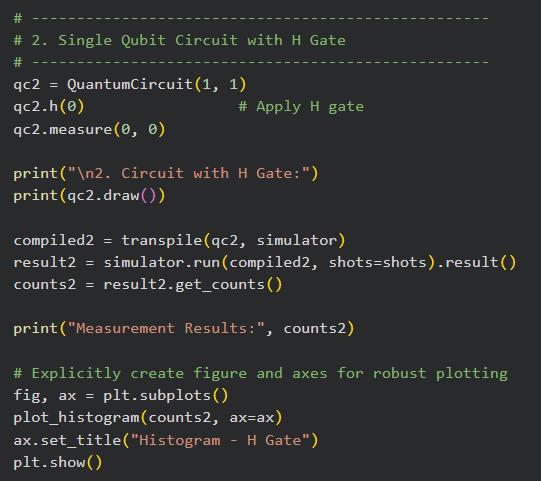 # ----------------------------------------------
# 2. Single Qubit Circuit with H Gate
# ----------------------------------------------
qc2 = QuantumCircuit(1, 1)
qc2.h(0)                # Apply H gate
qc2.measure(0, 0)

print("\n2. Circuit with H Gate:")
print(qc2.draw())

compiled2 = transpile(qc2, simulator)
result2 = simulator.run(compiled2, shots=shots).result()
counts2 = result2.get_counts()

print("Measurement Results:", counts2)

# Explicitly create figure and axes for robust plotting
fig, ax = plt.subplots()
plot_histogram(counts2, ax=ax)
ax.set_title("Histogram - H Gate")
plt.show()